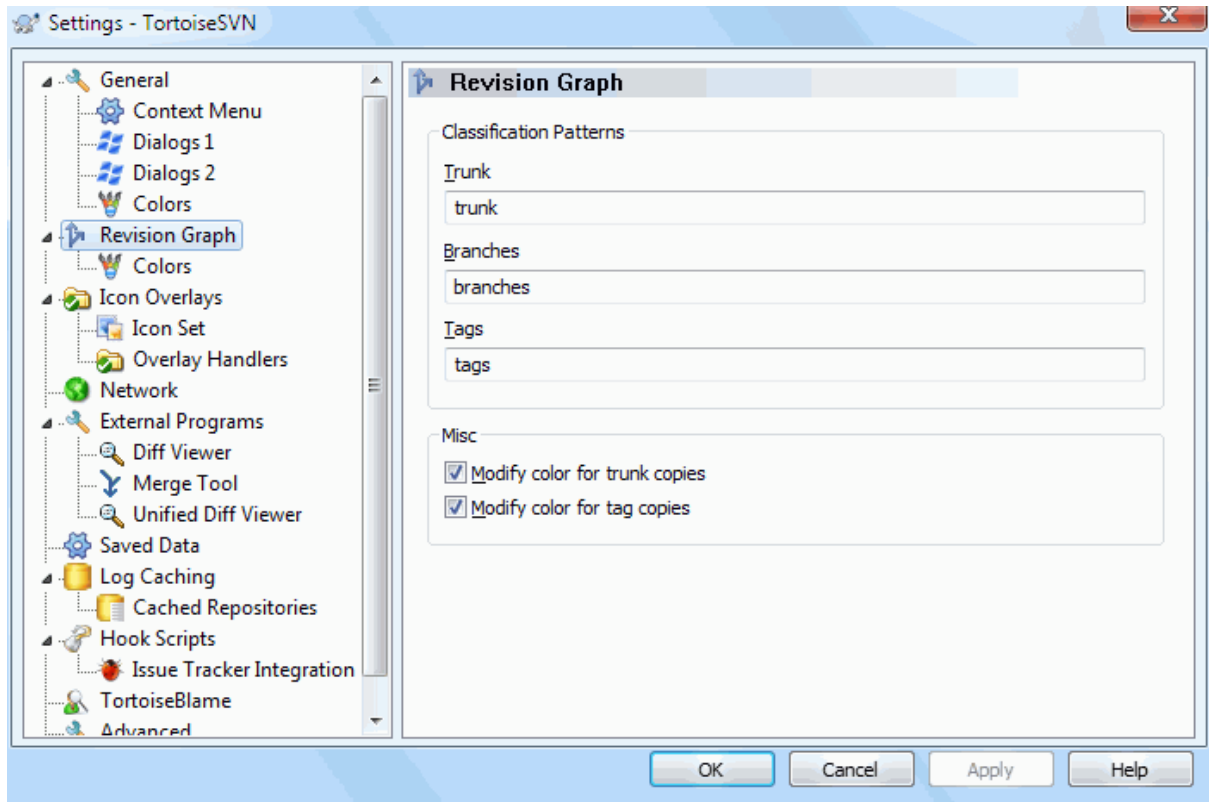 Settings - TortoiseSVN
General
Context Menu
Dialogs 1
Dialogs 2
Colors
Revision Graph
Colors
Icon Overlays
Icon Set
Overlay Handlers
Network
External Programs
Diff Viewer
Merge Tool
Unified Diff Viewer
Saved Data
Log Caching
Cached Repositories
Hook Scripts
Issue Tracker Integration
TortoiseBlame
Advanced
Revision Graph
Classification Patterns
Trunk
trunk
Branches
branches
Tags
tags
Misc
Modify color for trunk copies
Modify color for tag copies
OK
Cancel
Apply
Help